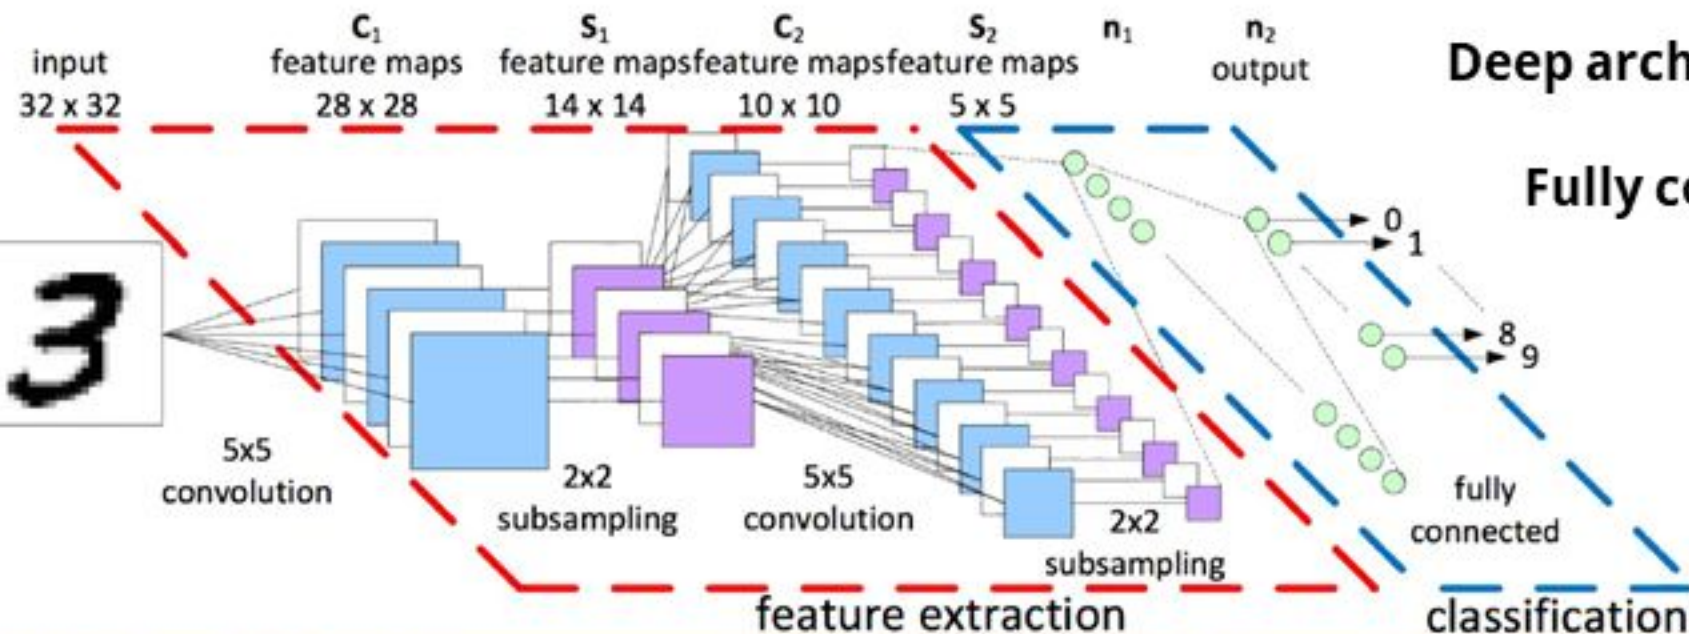 input
32 x 32
C1
feature maps
28 x 28
S1
feature maps
14 x 14
C2
feature maps
10 x 10
S2
feature maps
5 x 5
n1
n2
output
Deep arch
Fully co
3
0
1
8
9
5x5
convolution
2x2
subsampling
5x5
convolution
2x2
subsampling
fully
connected
feature extraction
classification